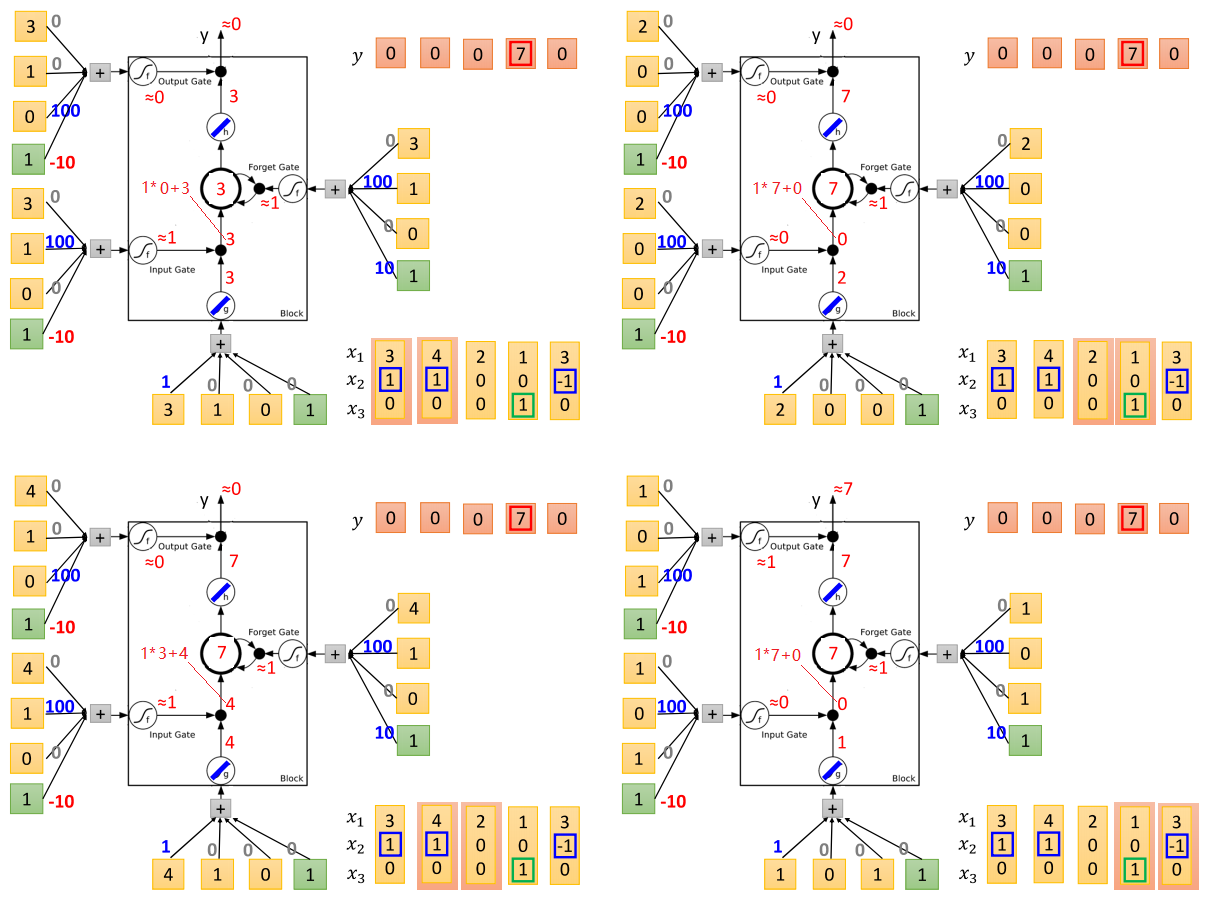 3 0
1 0
0 100
1 -10
+
f
Output Gate
≈0
y ≈0
3
h
3
1*0+3
Forget Gate
f
≈1
+
0 3
100 1
0 0
10 1
3 0
1 100
0 0
1 -10
+
f
≈1
Input Gate
3
3
g
Block
+
1 0 0 0
3 1 0 1
y 0 0 0 7 0
x₁ 3 4 2 1 3
x₂ 1 1 0 0 -1
x₃ 0 0 0 1 0
2 0
0 0
0 100
1 -10
+
f
Output Gate
≈0
y ≈0
7
h
7
1*7+0
Forget Gate
f
≈1
+
0 2
100 0
0 0
10 1
2 0
0 100
0 0
1 -10
+
f
≈0
Input Gate
0
2
g
Block
+
1 0 0 0
2 0 0 1
y 0 0 0 7 0
x₁ 3 4 2 1 3
x₂ 1 1 0 0 -1
x₃ 0 0 0 1 0
4 0
1 0
0 100
1 -10
+
f
Output Gate
≈0
y ≈0
7
h
7
1*3+4
Forget Gate
f
≈1
+
0 4
100 1
0 0
10 1
4 0
1 100
0 0
1 -10
+
f
≈1
Input Gate
4
4
g
Block
+
1 0 0 0
4 1 0 1
y 0 0 0 7 0
x₁ 3 4 2 1 3
x₂ 1 1 0 0 -1
x₃ 0 0 0 1 0
1 0
0 0
1 100
1 -10
+
f
Output Gate
≈1
y ≈7
7
h
7
1*7+0
Forget Gate
f
≈1
+
0 1
100 0
0 1
10 1
1 0
0 100
1 0
1 -10
+
f
≈0
Input Gate
0
1
g
Block
+
1 0 0 0
1 0 1 1
y 0 0 0 7 0
x₁ 3 4 2 1 3
x₂ 1 1 0 0 -1
x₃ 0 0 0 1 0